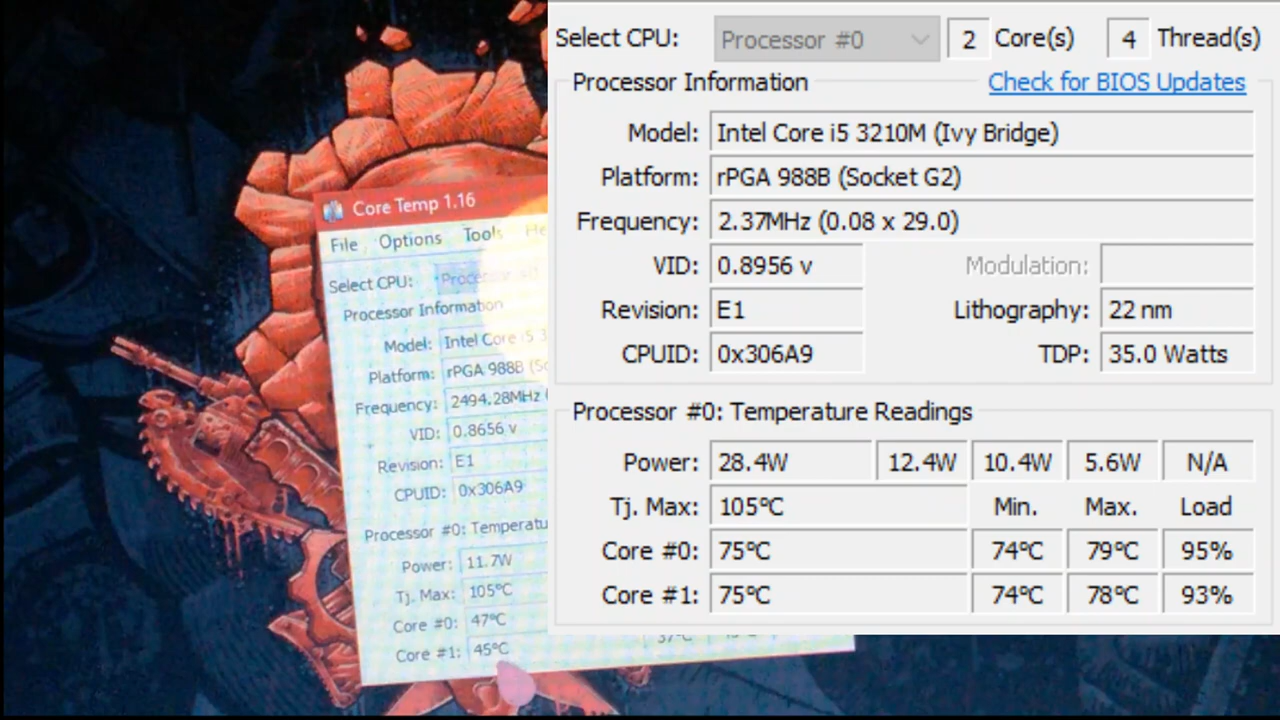 Core Temp 1.16
File Options Tools
Select CPU:
Processor Information
Model: Intel Core i5 3
Platform: rPGA 988B
Frequency: 2494.28MHz
VID: 0.8656 v
Revision: E1
CPUID: 0x306A9
Processor #0: Temperatu
Power: 11.7W
Tj. Max: 105°C
Core #0: 47°C
Core #1: 45°C
Select CPU: Processor #0 2 Core(s) 4 Thread(s)
Processor Information Check for BIOS Updates
Model: Intel Core i5 3210M (Ivy Bridge)
Platform: rPGA 988B (Socket G2)
Frequency: 2.37MHz (0.08 x 29.0)
VID: 0.8956 v Modulation:
Revision: E1 Lithography: 22 nm
CPUID: 0x306A9 TDP: 35.0 Watts
Processor #0: Temperature Readings
Power: 28.4W 12.4W 10.4W 5.6W N/A
Tj. Max: 105°C Min. Max. Load
Core #0: 75°C 74°C 79°C 95%
Core #1: 75°C 74°C 78°C 93%